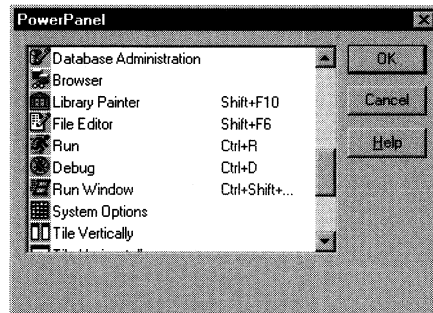 PowerPanel
Database Administration
Browser
Library Painter Shift+F10
File Editor Shift+F6
Run Ctrl+R
Debug Ctrl+D
Run Window Ctrl+Shift+...
System Options
Tile Vertically
OK
Cancel
Help